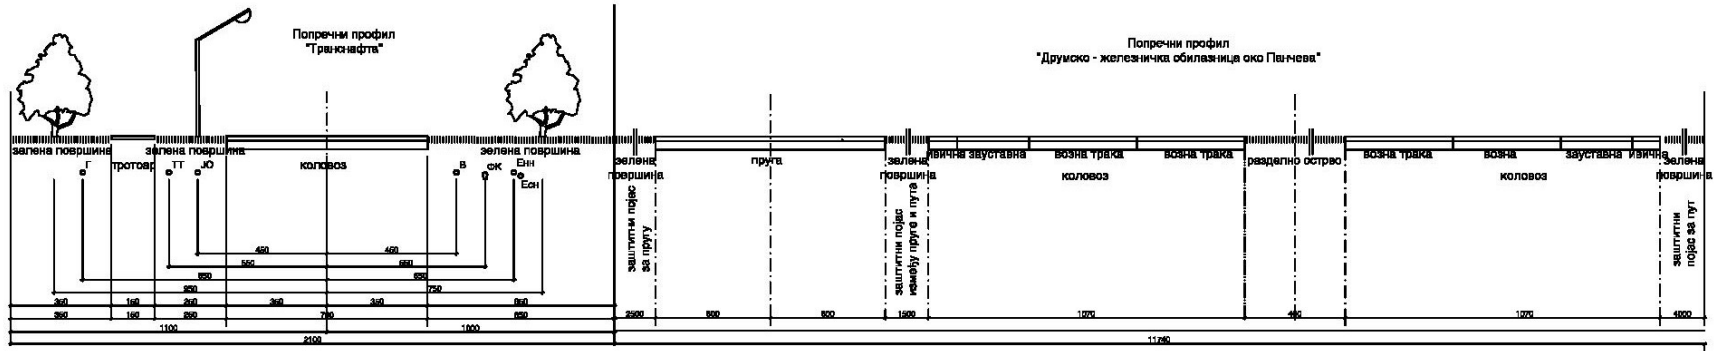 Попречни профил
"Транснафта"
Попречни профил
"Друмско - железничка обилазница око Панчева"
зелена површина
тротоар
зелена површина
коловоз
зелена површина
Г
ТТ
ЈО
В
ФК
Енн
Есн
зелена
површина
пруга
зелена
површина
ивична зауставна
возна трака
возна трака
коловоз
разделно острво
возна трака
возна
зауставна
ивична
коловоз
зелена
површина
заштитни појас
за пругу
заштитни појас
између пруге и пута
заштитни
појас за пут
450 450
550 550
650 650
950 750
350 150 250 350 350 650
350 150 250 700 650 2500 600 600 1500 1070 400 1070 4000
1100 1000
2100 11740